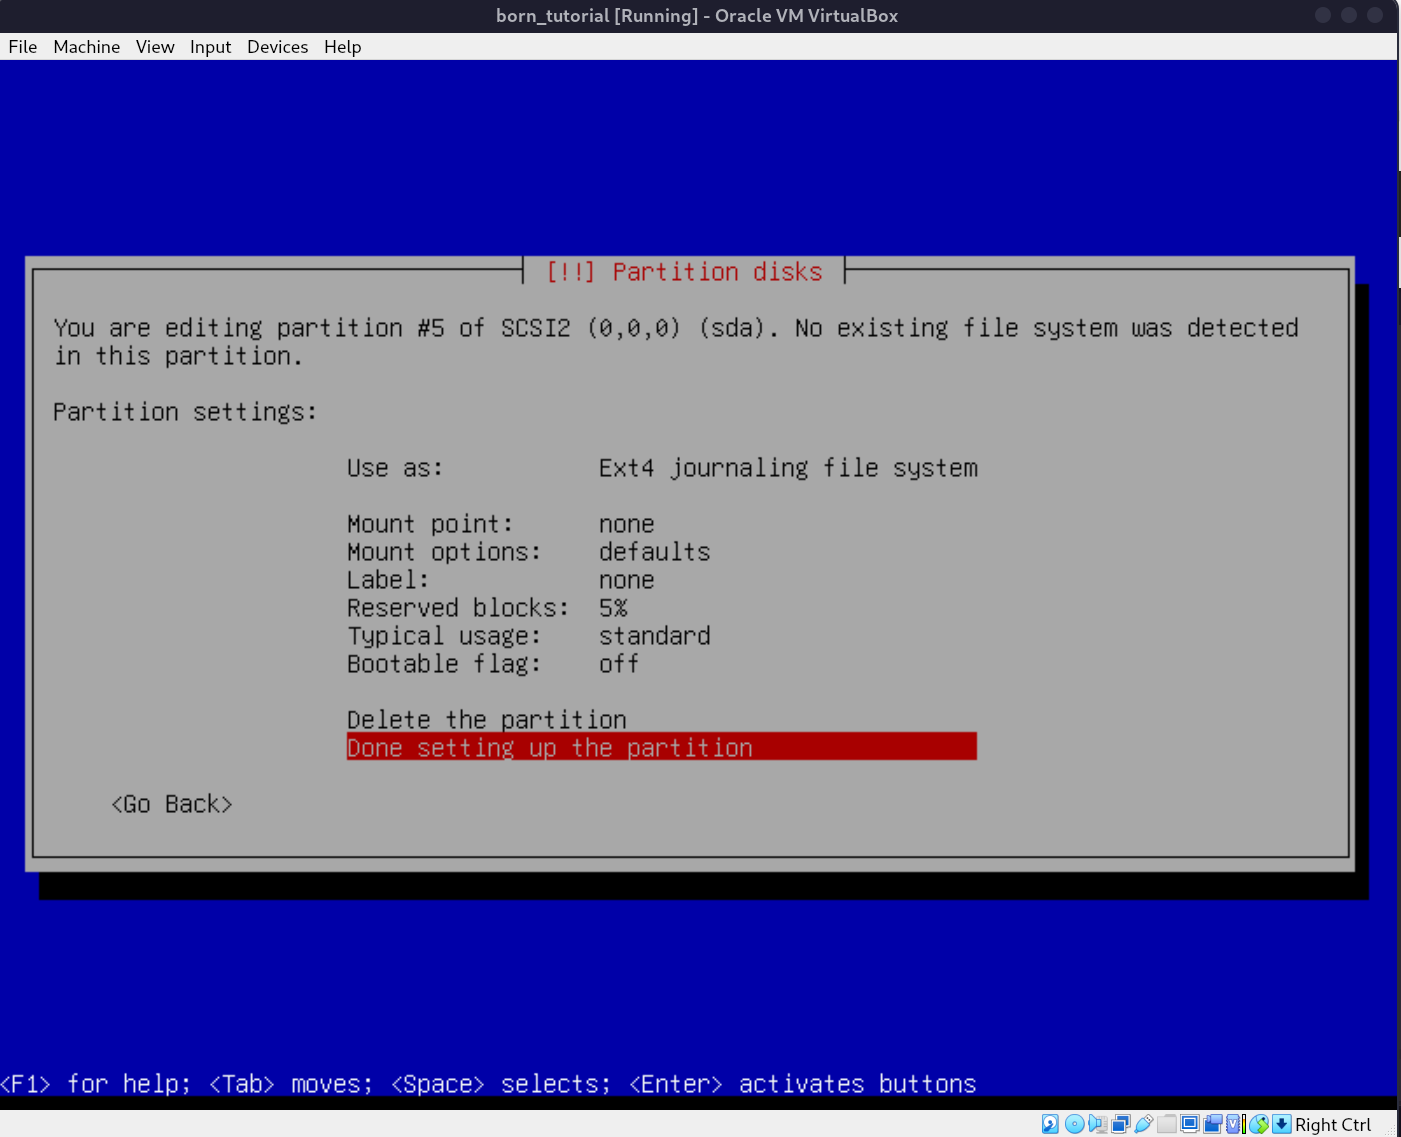 born_tutorial [Running] - Oracle VM VirtualBox
File Machine View Input Devices Help
[!!] Partition disks
You are editing partition #5 of SCSI2 (0,0,0) (sda). No existing file system was detected
in this partition.
Partition settings:
Use as: Ext4 journaling file system
Mount point: none
Mount options: defaults
Label: none
Reserved blocks: 5%
Typical usage: standard
Bootable flag: off
Delete the partition
Done setting up the partition
<Go Back>
<F1> for help; <Tab> moves; <Space> selects; <Enter> activates buttons
Right Ctrl